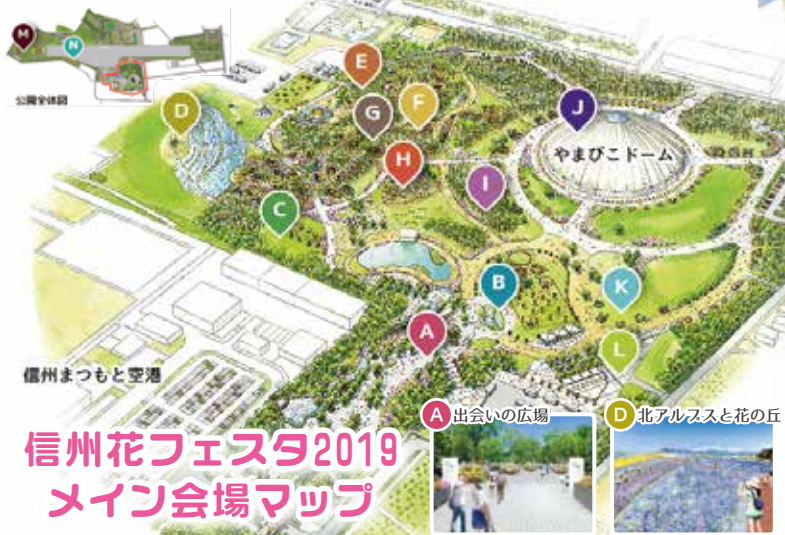 M
N
公園全体図
E
D
G
F
J
やまびこドーム
H
I
C
B
K
A
L
信州まつもと空港
A 出会いの広場
D 北アルプスと花の丘
信州花フェスタ2019
メイン会場マップ